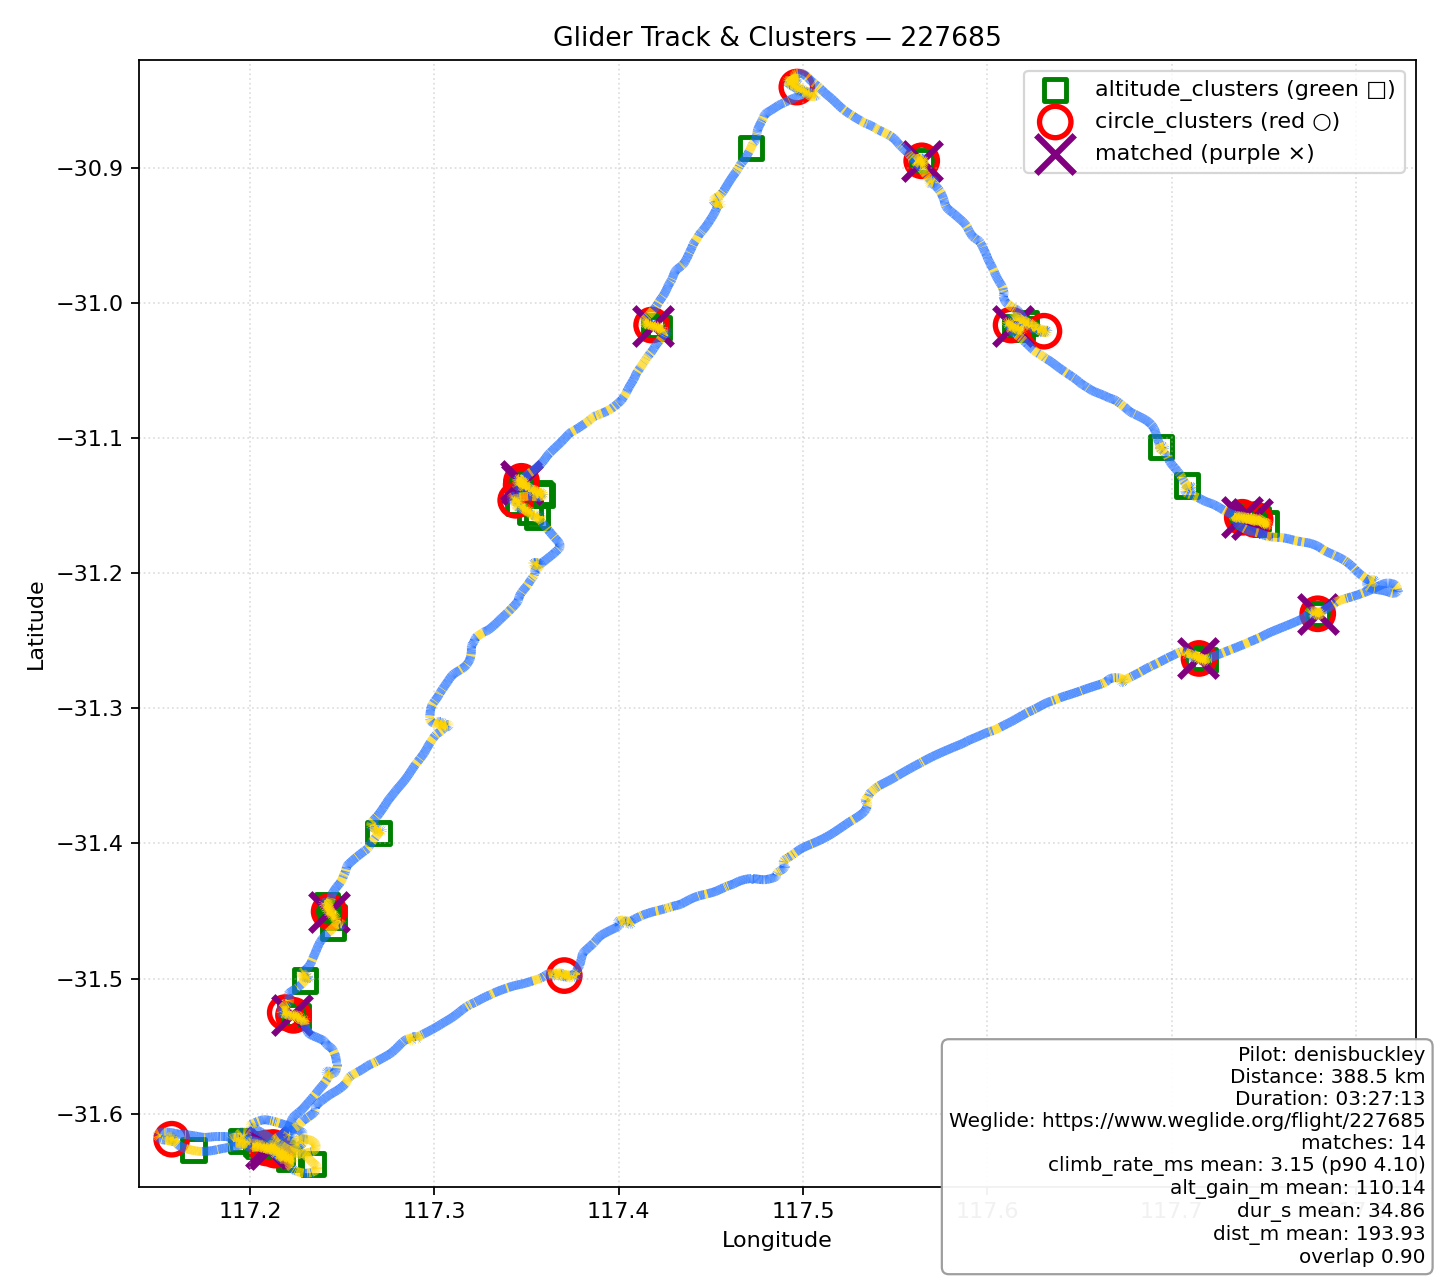 Glider Track & Clusters — 227685
altitude_clusters (green □)
circle_clusters (red ○)
matched (purple ×)
Latitude
−30.9
−31.0
−31.1
−31.2
−31.3
−31.4
−31.5
−31.6
117.2
117.3
117.4
117.5
117.6
117.7
Longitude
Pilot: denisbuckley
Distance: 388.5 km
Duration: 03:27:13
Weglide: https://www.weglide.org/flight/227685
matches: 14
climb_rate_ms mean: 3.15 (p90 4.10)
alt_gain_m mean: 110.14
dur_s mean: 34.86
dist_m mean: 193.93
overlap 0.90